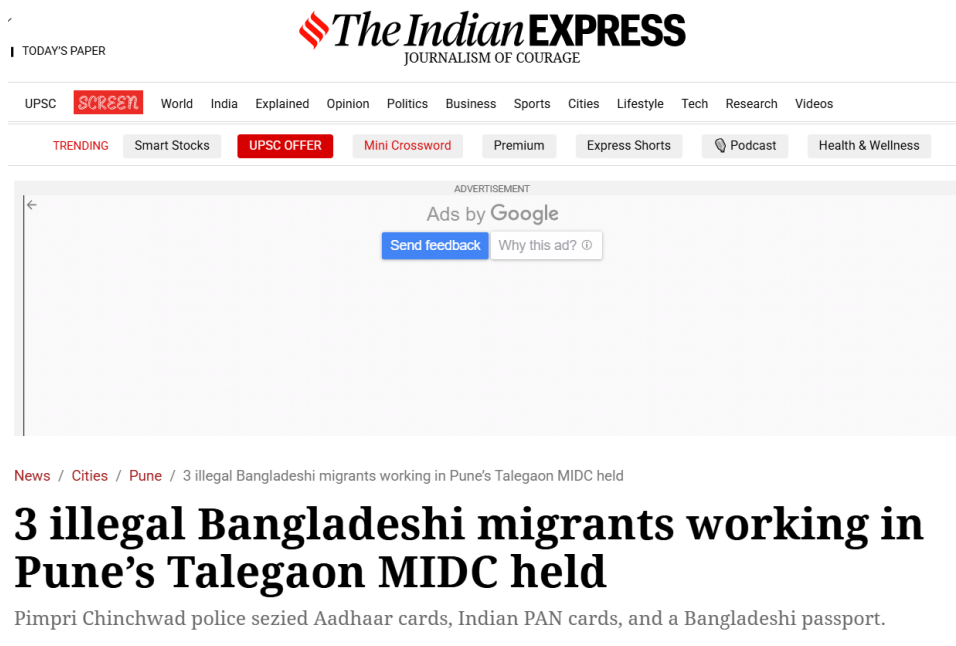 The Indian EXPRESS
JOURNALISM OF COURAGE
TODAY'S PAPER
UPSC SCREEN World India Explained Opinion Politics Business Sports Cities Lifestyle Tech Research Videos
TRENDING Smart Stocks UPSC OFFER Mini Crossword Premium Express Shorts Podcast Health & Wellness
ADVERTISEMENT
Ads by Google
Send feedback Why this ad?
News / Cities / Pune / 3 illegal Bangladeshi migrants working in Pune's Talegaon MIDC held
3 illegal Bangladeshi migrants working in
Pune's Talegaon MIDC held
Pimpri Chinchwad police sezied Aadhaar cards, Indian PAN cards, and a Bangladeshi passport.